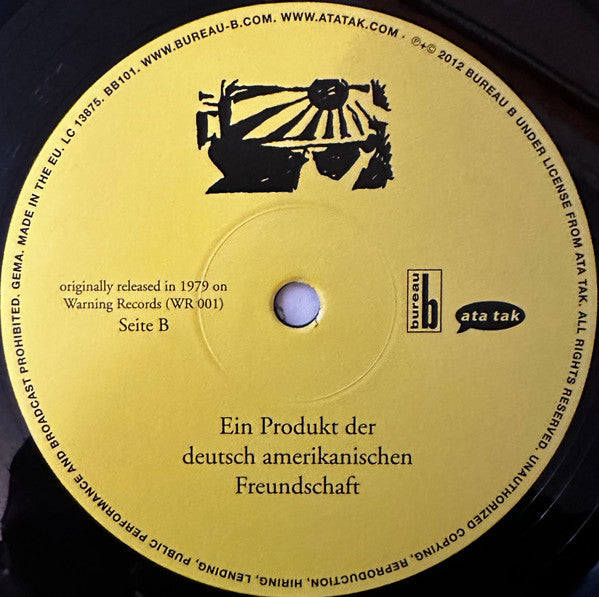 MADE IN THE EU. LC 13875. BB101. WWW.BUREAU-B.COM. WWW.ATATAK.COM · ℗+© 2012 BUREAU B UNDER LICENSE FROM ATA TAK. ALL RIGHTS RESERVED. UNAUTHORIZED COPYING, REPRODUCTION, HIRING, LENDING, PUBLIC PERFORMANCE AND BROADCAST PROHIBITED. GEMA.
originally released in 1979 on
Warning Records (WR 001)
Seite B
bureau
b
ata tak
Ein Produkt der
deutsch amerikanischen
Freundschaft